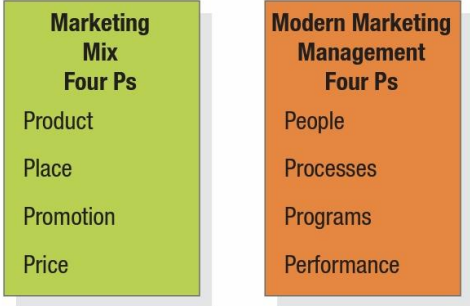 Marketing
Mix
Four Ps
Product
Place
Promotion
Price
Modern Marketing
Management
Four Ps
People
Processes
Programs
Performance